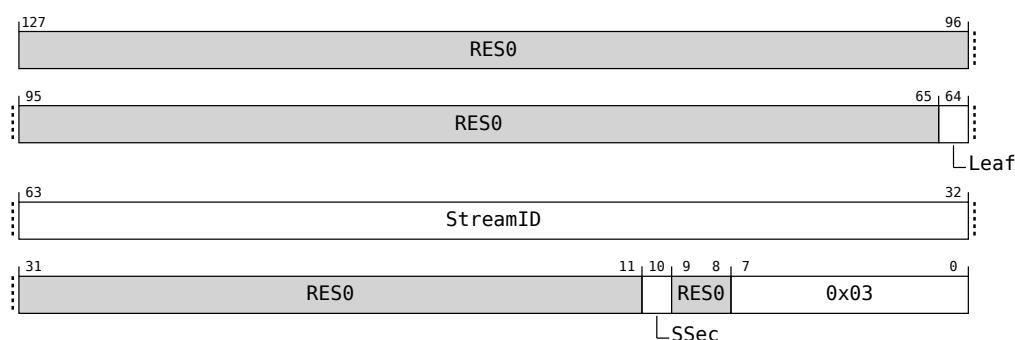 127 96
RES0
95 65 64
RES0
Leaf
63 32
StreamID
31 11 10 9 8 7 0
RES0 RES0 0x03
SSec